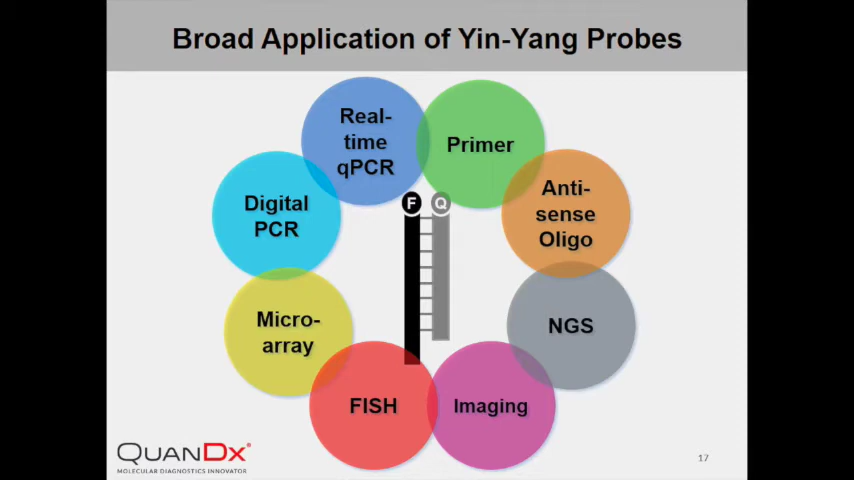 Broad Application of Yin-Yang Probes
Real-
time
qPCR
Primer
Anti-
sense
Oligo
NGS
Imaging
FISH
Micro-
array
Digital
PCR
F Q
QUANDX®
MOLECULAR DIAGNOSTICS INNOVATOR
17